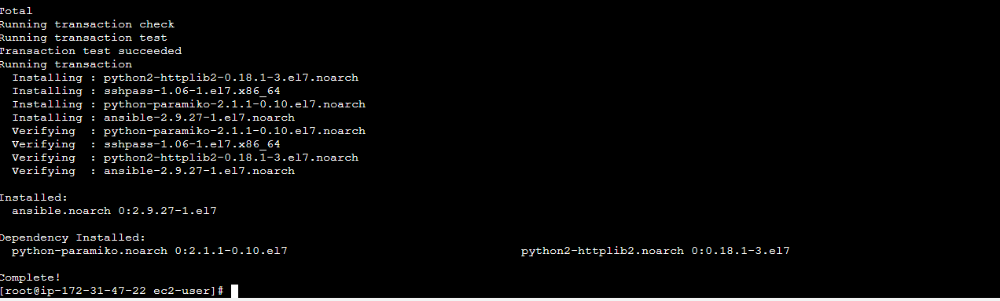 Total
Running transaction check
Running transaction test
Transaction test succeeded
Running transaction
  Installing : python2-httplib2-0.18.1-3.el7.noarch
  Installing : sshpass-1.06-1.el7.x86_64
  Installing : python-paramiko-2.1.1-0.10.el7.noarch
  Installing : ansible-2.9.27-1.el7.noarch
  Verifying  : python-paramiko-2.1.1-0.10.el7.noarch
  Verifying  : sshpass-1.06-1.el7.x86_64
  Verifying  : python2-httplib2-0.18.1-3.el7.noarch
  Verifying  : ansible-2.9.27-1.el7.noarch
Installed:
  ansible.noarch 0:2.9.27-1.el7
Dependency Installed:
  python-paramiko.noarch 0:2.1.1-0.10.el7                                 python2-httplib2.noarch 0:0.18.1-3.el7
Complete!
[root@ip-172-31-47-22 ec2-user]#